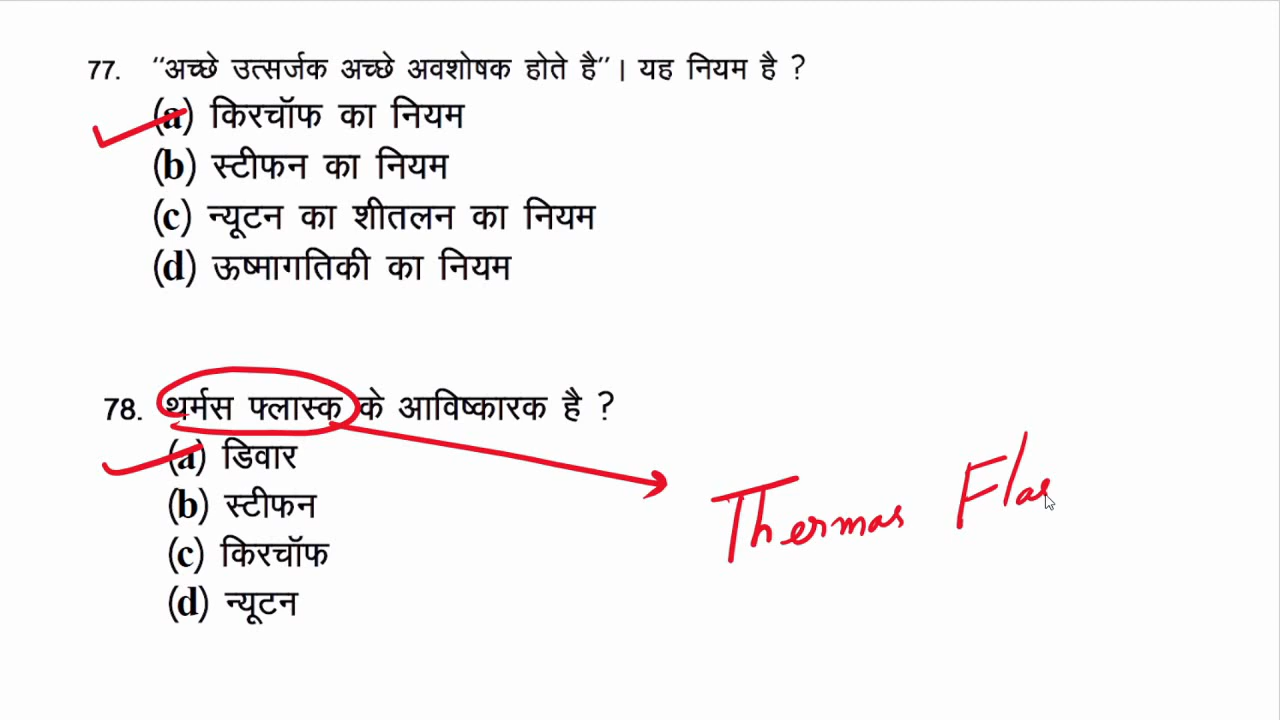 77. “अच्छे उत्सर्जक अच्छे अवशोषक होते है”। यह नियम है ?
(a) किरचॉफ का नियम
(b) स्टीफन का नियम
(c) न्यूटन का शीतलन का नियम
(d) ऊष्मागतिकी का नियम
78. थर्मस फ्लास्क के आविष्कारक है ?
(a) डिवार
(b) स्टीफन
(c) किरचॉफ
(d) न्यूटन
Thermas Flas